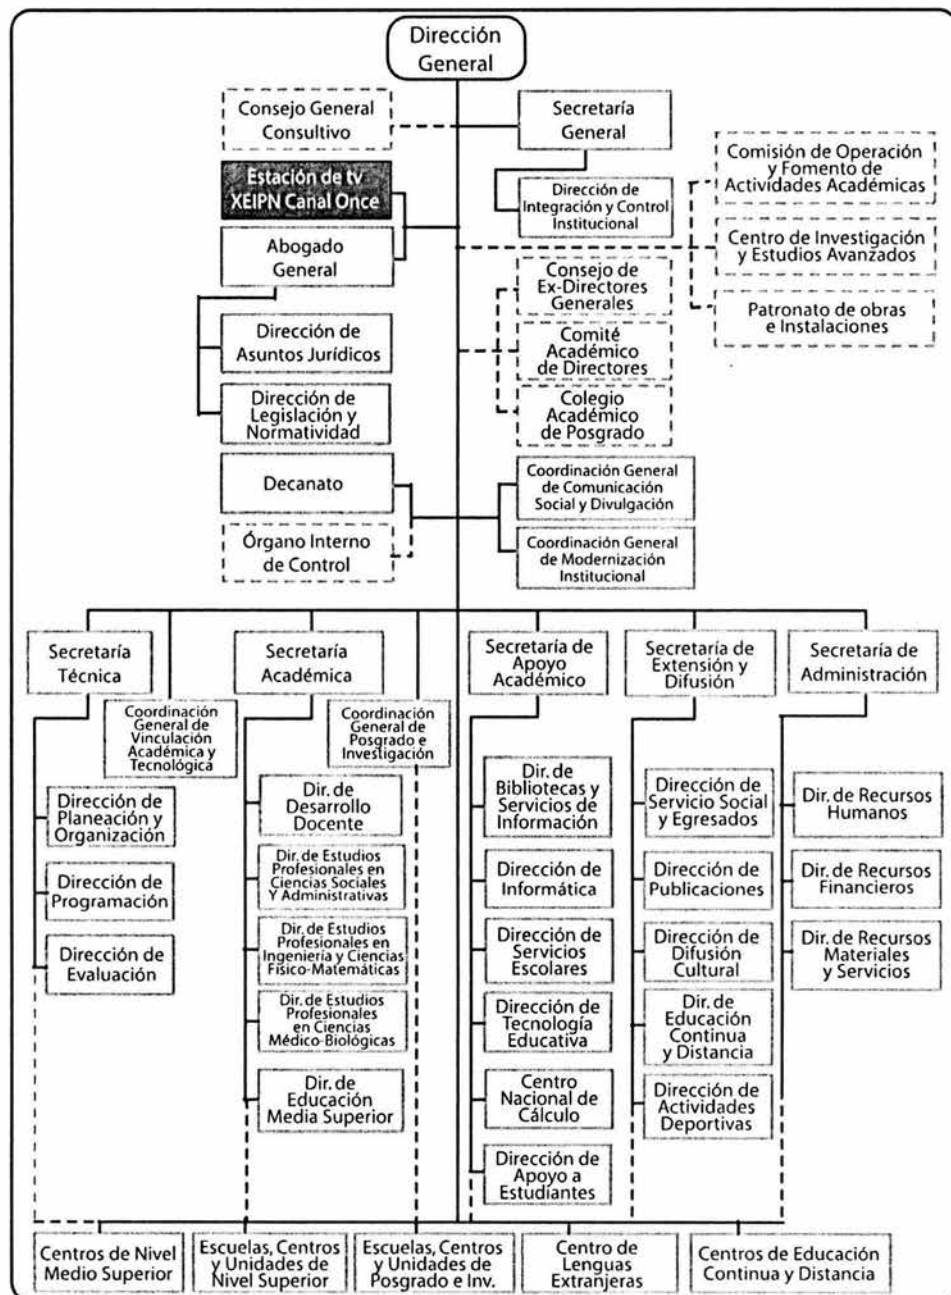 Dirección
General
Consejo General
Consultivo
Secretaría
General
Estación de tv
XEIPN Canal Once
Dirección de
Integración y Control
Institucional
Comisión de Operación
y Fomento de
Actividades Académicas
Abogado
General
Centro de Investigación
y Estudios Avanzados
Consejo de
Ex-Directores
Generales
Patronato de obras
e Instalaciones
Dirección de
Asuntos Jurídicos
Comité
Académico
de Directores
Dirección de
Legislación y
Normatividad
Colegio
Académico
de Posgrado
Decanato
Coordinación General
de Comunicación
Social y Divulgación
Órgano Interno
de Control
Coordinación General
de Modernización
Institucional
Secretaría
Técnica
Secretaría
Académica
Secretaría de
Apoyo
Académico
Secretaría de
Extensión y
Difusión
Secretaría de
Administración
Coordinación
General de
Vinculación
Académica y
Tecnológica
Coordinación
General de
Posgrado e
Investigación
Dirección de
Planeación y
Organización
Dirección de
Programación
Dirección de
Evaluación
Dir. de
Desarrollo
Docente
Dir. de Estudios
Profesionales en
Ciencias Sociales
Y Administrativas
Dir. de Estudios
Profesionales en
Ingeniería y Ciencias
Físico-Matemáticas
Dir. de Estudios
Profesionales
en Ciencias
Médico-Biológicas
Dir. de
Educación
Media Superior
Dir. de
Bibliotecas y
Servicios de
Información
Dirección de
Informática
Dirección de
Servicios
Escolares
Dirección de
Tecnología
Educativa
Centro
Nacional de
Cálculo
Dirección de
Apoyo a
Estudiantes
Dirección de
Servicio Social
y Egresados
Dirección de
Publicaciones
Dirección de
Difusión
Cultural
Dir. de
Educación
Continua
y Distancia
Dirección de
Actividades
Deportivas
Dir. de Recursos
Humanos
Dir. de Recursos
Financieros
Dir. de Recursos
Materiales
y Servicios
Centros de Nivel
Medio Superior
Escuelas, Centros
y Unidades de
Nivel Superior
Escuelas, Centros
y Unidades de
Posgrado e Inv.
Centro de
Lenguas
Extranjeras
Centros de Educación
Continua y Distancia